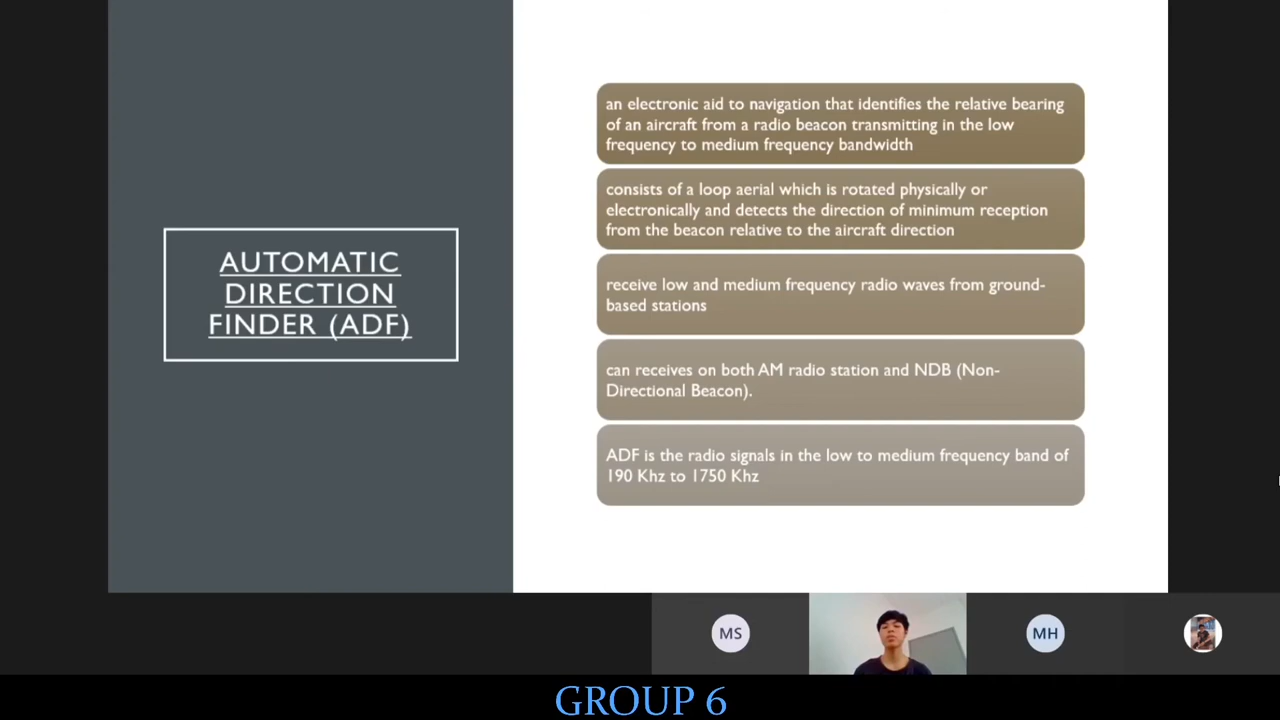 AUTOMATIC
DIRECTION
FINDER (ADF)
an electronic aid to navigation that identifies the relative bearing
of an aircraft from a radio beacon transmitting in the low
frequency to medium frequency bandwidth
consists of a loop aerial which is rotated physically or
electronically and detects the direction of minimum reception
from the beacon relative to the aircraft direction
receive low and medium frequency radio waves from ground-
based stations
can receives on both AM radio station and NDB (Non-
Directional Beacon).
ADF is the radio signals in the low to medium frequency band of
190 Khz to 1750 Khz
MS
MH
GROUP 6